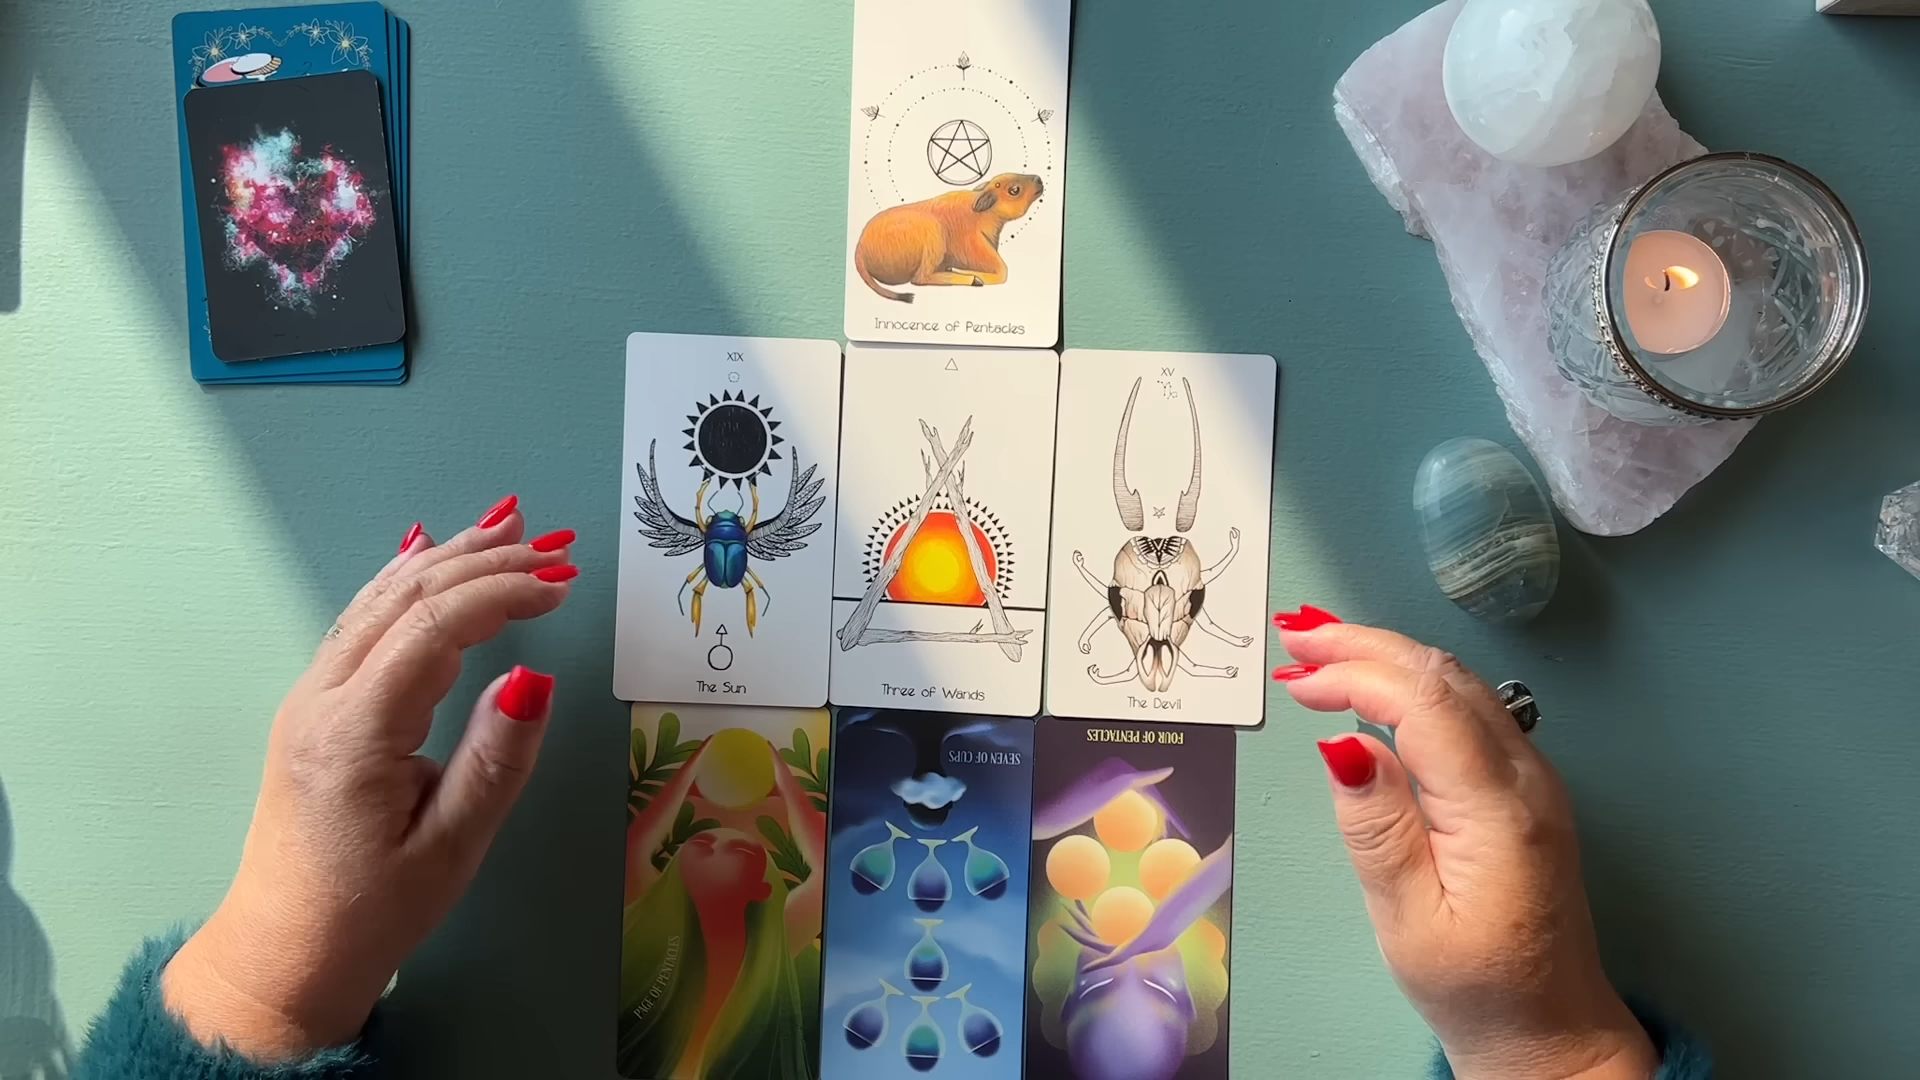 Innocence of Pentacles
XIX
The Sun
Three of Wands
XV
The Devil
PAGE OF PENTACLES
SEVEN OF CUPS
FOUR OF PENTACLES